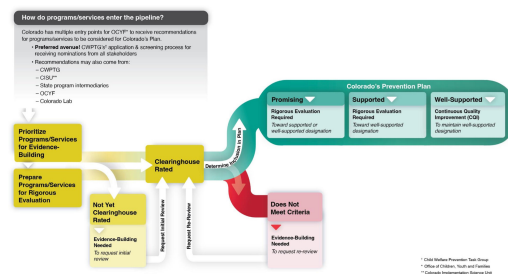 How do programs/services enter the pipeline?
Colorado has multiple entry points for OCYF^ to receive recommendations
for programs/services to be considered for Colorado's Plan.
• Preferred avenue! CWPTG's* application & screening process for
receiving nominations from all stakeholders
• Recommendations may also come from:
– CWPTG
– CISU**
– State program intermediaries
– OCYF
– Colorado Lab
Prioritize
Programs/Services
for Evidence-
Building
Prepare
Programs/Services
for Rigorous
Evaluation
Clearinghouse
Rated
Determine Inclusion in Plan
Colorado's Prevention Plan
Promising
Rigorous Evaluation
Required
Toward supported or
well-supported designation
Supported
Rigorous Evaluation
Required
Toward well-supported
designation
Well-Supported
Continuous Quality
Improvement (CQI)
To maintain well-supported
designation
Not Yet
Clearinghouse
Rated
Evidence-Building
Needed
To request initial
review
Request Initial Review
Request Re-Review
Does Not
Meet Criteria
Evidence-Building
Needed
To request re-review
* Child Welfare Prevention Task Group
^ Office of Children, Youth and Families
** Colorado Implementation Science Unit